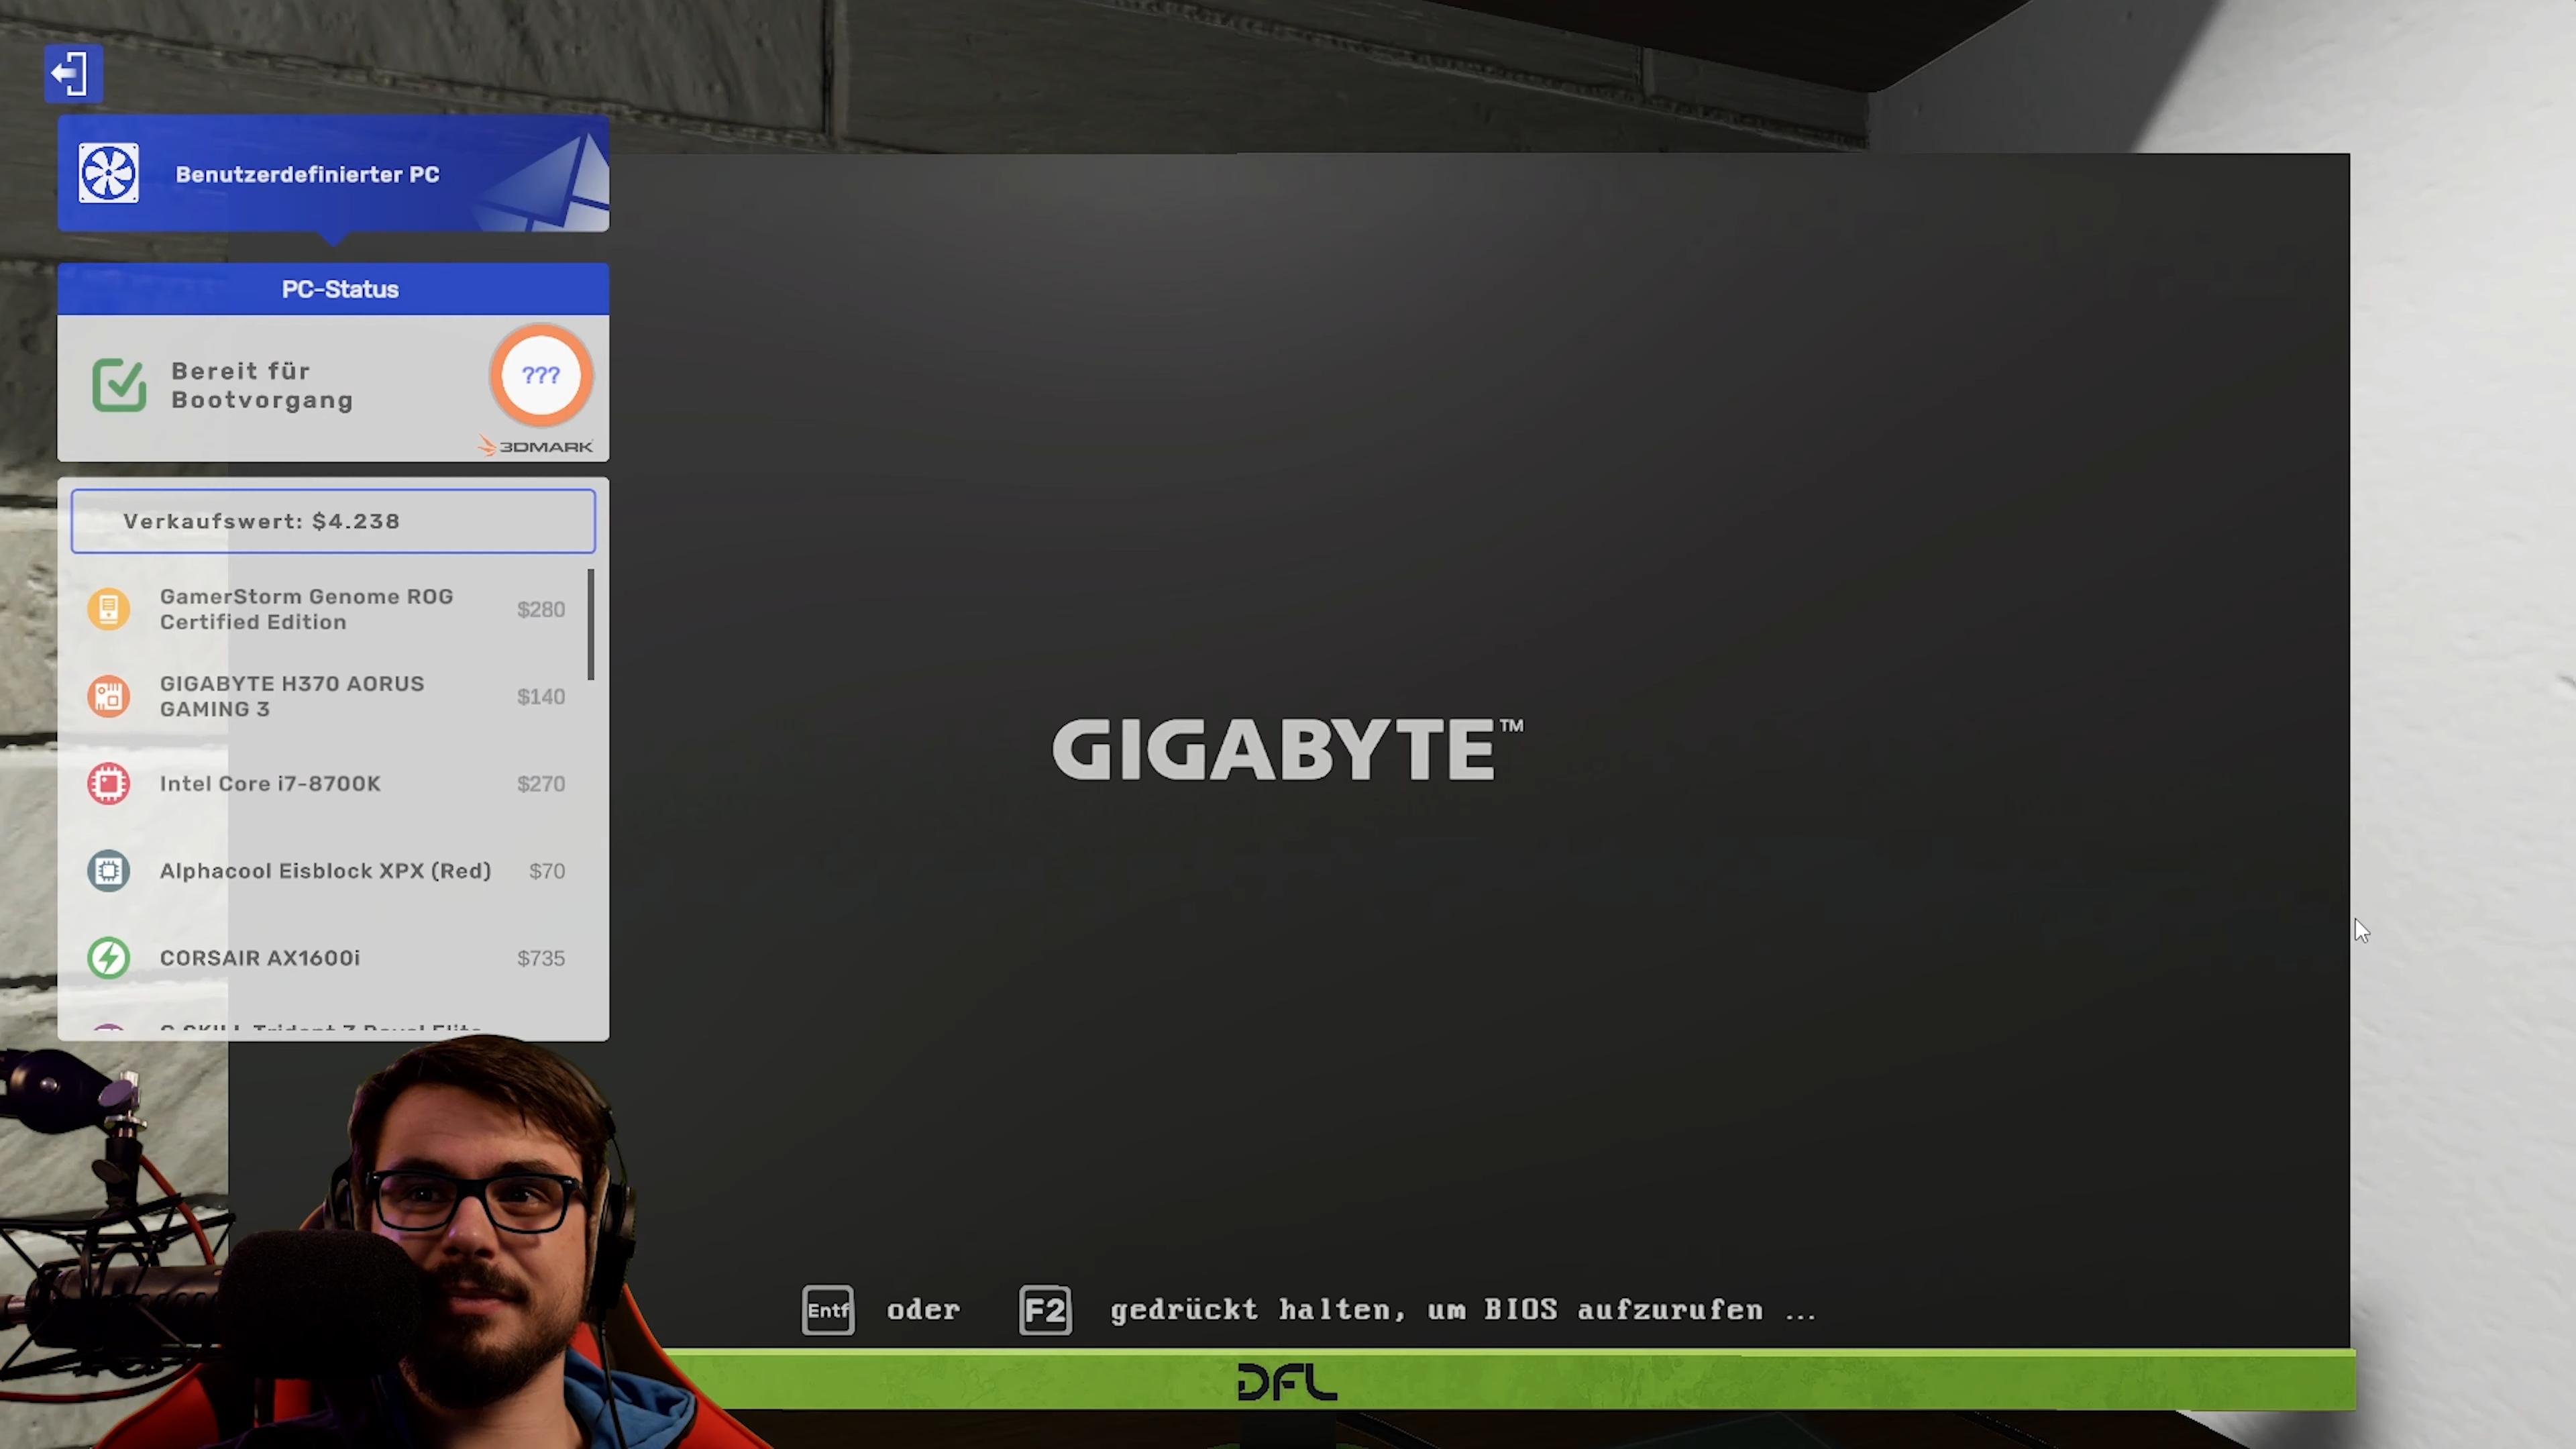 Benutzerdefinierter PC
PC-Status
Bereit für
Bootvorgang
???
3DMARK
Verkaufswert: $4.238
GamerStorm Genome ROG
Certified Edition
$280
GIGABYTE H370 AORUS
GAMING 3
$140
Intel Core i7-8700K
$270
Alphacool Eisblock XPX (Red)
$70
CORSAIR AX1600i
$735
GIGABYTE™
Entf oder F2 gedrückt halten, um BIOS aufzurufen ...
DFL